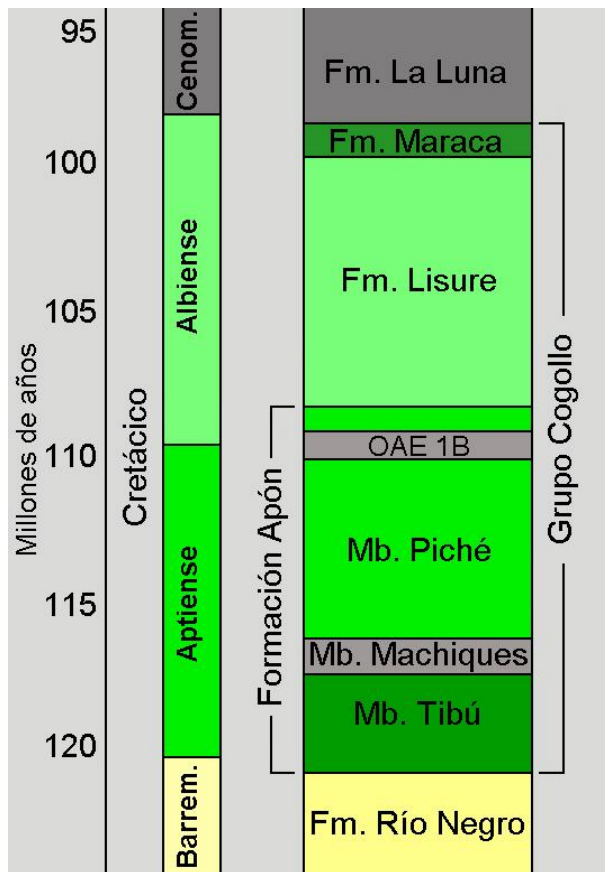 95
100
105
110
115
120
Millones de años
Cretácico
Cenom.
Albiense
Aptiense
Barrem.
Formación Apón
Fm. La Luna
Fm. Maraca
Fm. Lisure
OAE 1B
Mb. Piché
Mb. Machiques
Mb. Tibú
Fm. Río Negro
Grupo Cogollo